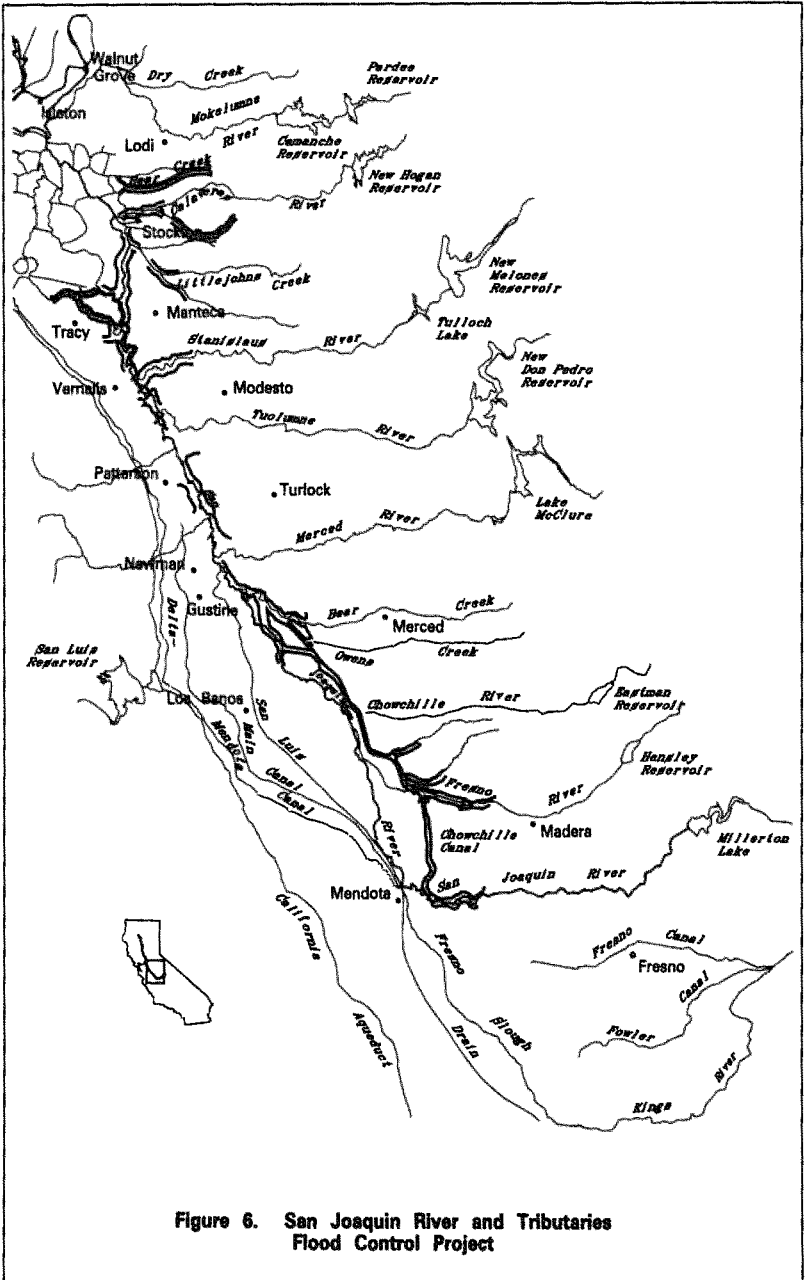 Walnut
Grove
Dry Creek
Pardee
Reservoir
Isleton
Mokelumne
River
Lodi
Camanche
Reservoir
Bear Creek
New Hogan
Reservoir
Calaveras
River
Stockton
Littlejohns
Creek
New
Melones
Reservoir
Manteca
Tulloch
Lake
Tracy
Stanislaus River
New
Don Pedro
Reservoir
Vernalis
Modesto
Tuolumne
River
Patterson
San
Turlock
Lake
McClure
Merced River
Newman
Gustine
Delta-
Bear Creek
Merced
Owens
Creek
San Luis
Reservoir
Joaquin
Los Banos
Chowchilla River
Eastman
Reservoir
San
Luis
Main
Canal
Mendota
Canal
Hensley
Reservoir
Fresno
River
River
Chowchilla
Canal
Madera
Millerton
Lake
San Joaquin River
Mendota
California
Aqueduct
Fresno
Slough
Drain
Fresno Canal
Fresno
Canal
Fowler
River
Kings
Figure 6. San Joaquin River and Tributaries
Flood Control Project